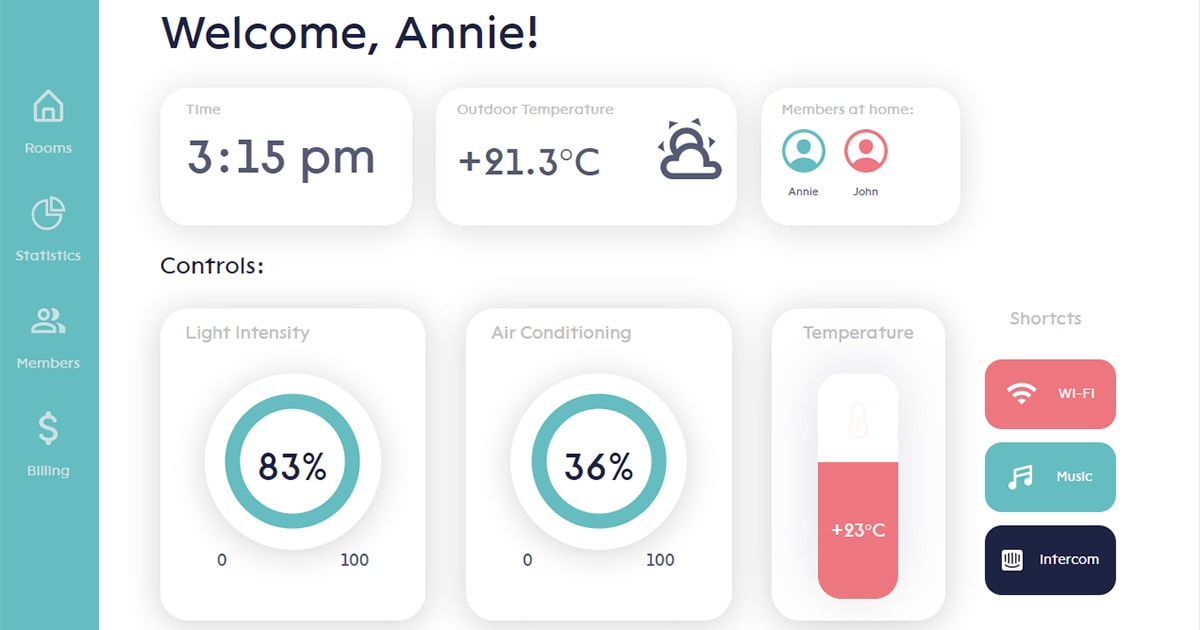 Welcome, Annie!
Rooms
Statistics
Members
Billing
Time
3:15 pm
Outdoor Temperature
+21.3°C
Members at home:
Annie
John
Controls:
Light Intensity
83%
0
100
Air Conditioning
36%
0
100
Temperature
+23°C
Shortcts
WI-FI
Music
Intercom